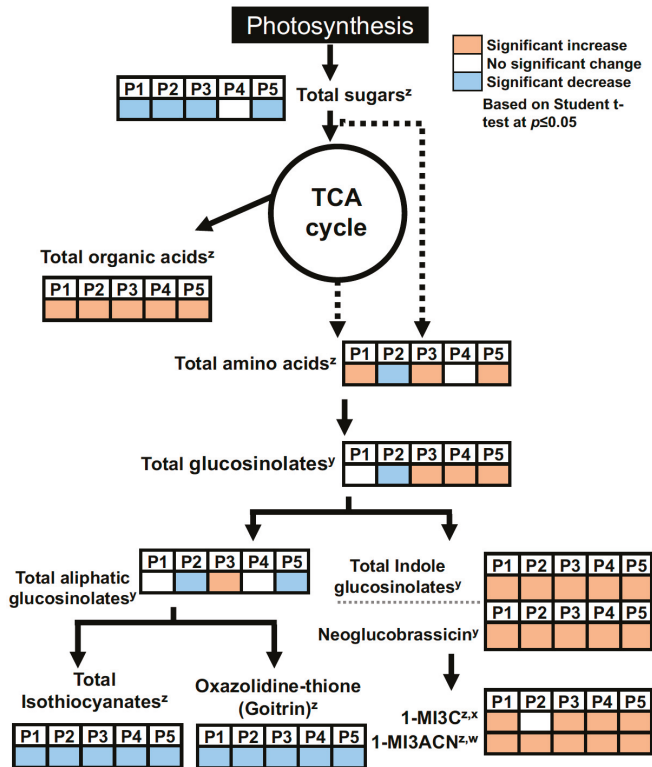 Photosynthesis
Significant increase
No significant change
Significant decrease
Based on Student t-
test at p≤0.05
P1 P2 P3 P4 P5
Total sugarsᶻ
TCA
cycle
Total organic acidsᶻ
P1 P2 P3 P4 P5
Total amino acidsᶻ
P1 P2 P3 P4 P5
Total glucosinolatesʸ
P1 P2 P3 P4 P5
Total aliphatic
glucosinolatesʸ
P1 P2 P3 P4 P5
Total Indole
glucosinolatesʸ
P1 P2 P3 P4 P5
Neoglucobrassicinʸ
P1 P2 P3 P4 P5
Total
Isothiocyanatesᶻ
P1 P2 P3 P4 P5
Oxazolidine-thione
(Goitrin)ᶻ
P1 P2 P3 P4 P5
1-MI3Cᶻ,ˣ
1-MI3ACNᶻ,ʷ
P1 P2 P3 P4 P5